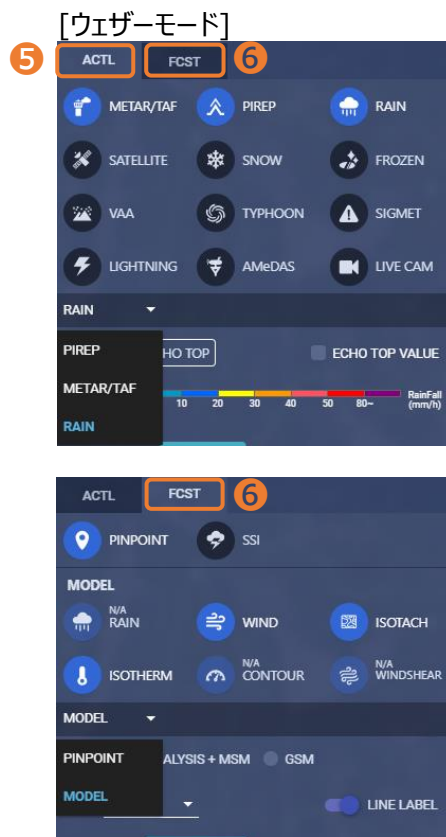 [ウェザーモード]
5 ACTL FCST 6
METAR/TAF PIREP RAIN
SATELLITE SNOW FROZEN
VAA TYPHOON SIGMET
LIGHTNING AMeDAS LIVE CAM
RAIN
PIREP HO TOP ECHO TOP VALUE
METAR/TAF 10 20 30 40 50 80~ RainFall
(mm/h)
RAIN
ACTL FCST 6
PINPOINT SSI
MODEL
N/A
RAIN WIND ISOTACH
ISOTHERM N/A
CONTOUR N/A
WINDSHEAR
MODEL
PINPOINT ALYSIS + MSM GSM
MODEL LINE LABEL